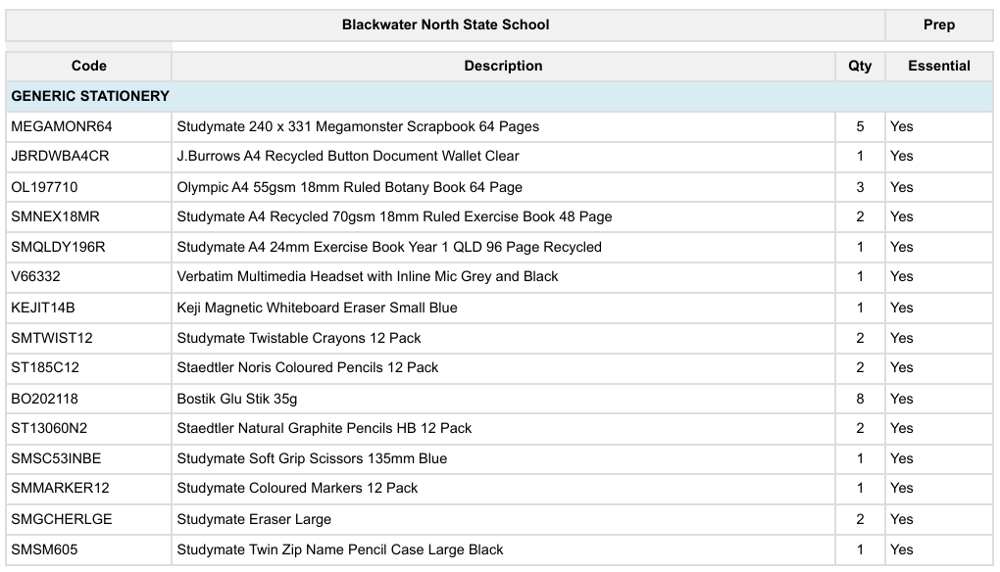 Blackwater North State School Prep
Code Description Qty Essential
GENERIC STATIONERY
MEGAMONR64 Studymate 240 x 331 Megamonster Scrapbook 64 Pages 5 Yes
JBRDWBA4CR J.Burrows A4 Recycled Button Document Wallet Clear 1 Yes
OL197710 Olympic A4 55gsm 18mm Ruled Botany Book 64 Page 3 Yes
SMNEX18MR Studymate A4 Recycled 70gsm 18mm Ruled Exercise Book 48 Page 2 Yes
SMQLDY196R Studymate A4 24mm Exercise Book Year 1 QLD 96 Page Recycled 1 Yes
V66332 Verbatim Multimedia Headset with Inline Mic Grey and Black 1 Yes
KEJIT14B Keji Magnetic Whiteboard Eraser Small Blue 1 Yes
SMTWIST12 Studymate Twistable Crayons 12 Pack 2 Yes
ST185C12 Staedtler Noris Coloured Pencils 12 Pack 2 Yes
BO202118 Bostik Glu Stik 35g 8 Yes
ST13060N2 Staedtler Natural Graphite Pencils HB 12 Pack 2 Yes
SMSC53INBE Studymate Soft Grip Scissors 135mm Blue 1 Yes
SMMARKER12 Studymate Coloured Markers 12 Pack 1 Yes
SMGCHERLGE Studymate Eraser Large 2 Yes
SMSM605 Studymate Twin Zip Name Pencil Case Large Black 1 Yes